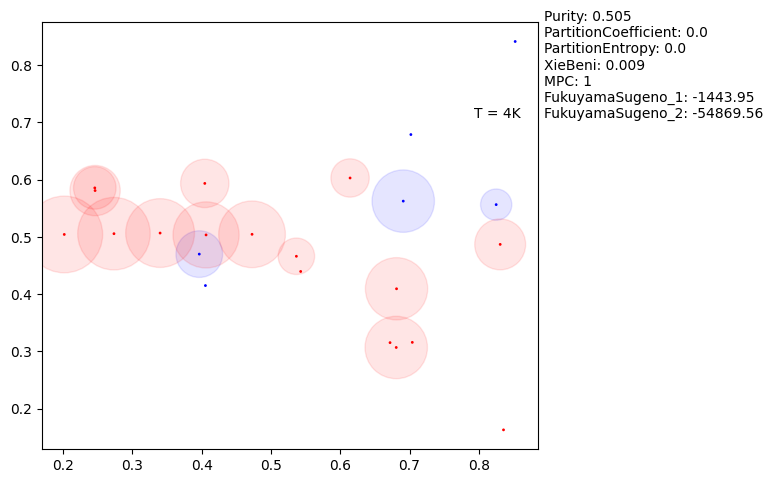 Purity: 0.505
PartitionCoefficient: 0.0
PartitionEntropy: 0.0
XieBeni: 0.009
MPC: 1
FukuyamaSugeno_1: -1443.95
FukuyamaSugeno_2: -54869.56
T = 4K
0.8
0.7
0.6
0.5
0.4
0.3
0.2
0.2 0.3 0.4 0.5 0.6 0.7 0.8